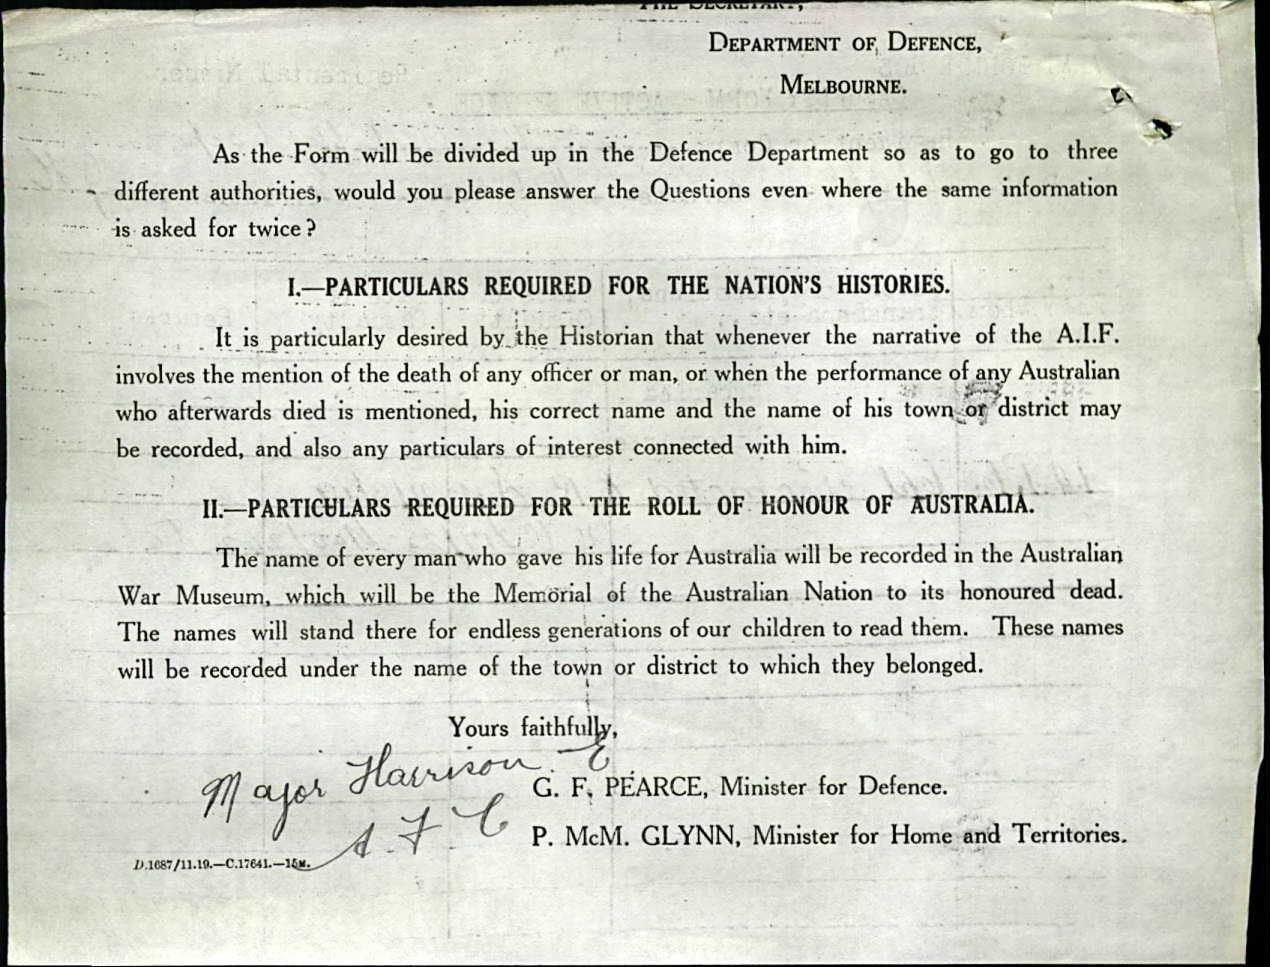 THE SECRETARY,
DEPARTMENT OF DEFENCE,
MELBOURNE.
As the Form will be divided up in the Defence Department so as to go to three
different authorities, would you please answer the Questions even where the same information
is asked for twice?
I.—PARTICULARS REQUIRED FOR THE NATION'S HISTORIES.
It is particularly desired by the Historian that whenever the narrative of the A.I.F.
involves the mention of the death of any officer or man, or when the performance of any Australian
who afterwards died is mentioned, his correct name and the name of his town or district may
be recorded, and also any particulars of interest connected with him.
II.—PARTICULARS REQUIRED FOR THE ROLL OF HONOUR OF AUSTRALIA.
The name of every man who gave his life for Australia will be recorded in the Australian
War Museum, which will be the Memorial of the Australian Nation to its honoured dead.
The names will stand there for endless generations of our children to read them. These names
will be recorded under the name of the town or district to which they belonged.
Yours faithfully,
Major Harrison E
G. F. PEARCE, Minister for Defence.
A F C
P. McM. GLYNN, Minister for Home and Territories.
D.1687/11.19.—C.17641.—15M.